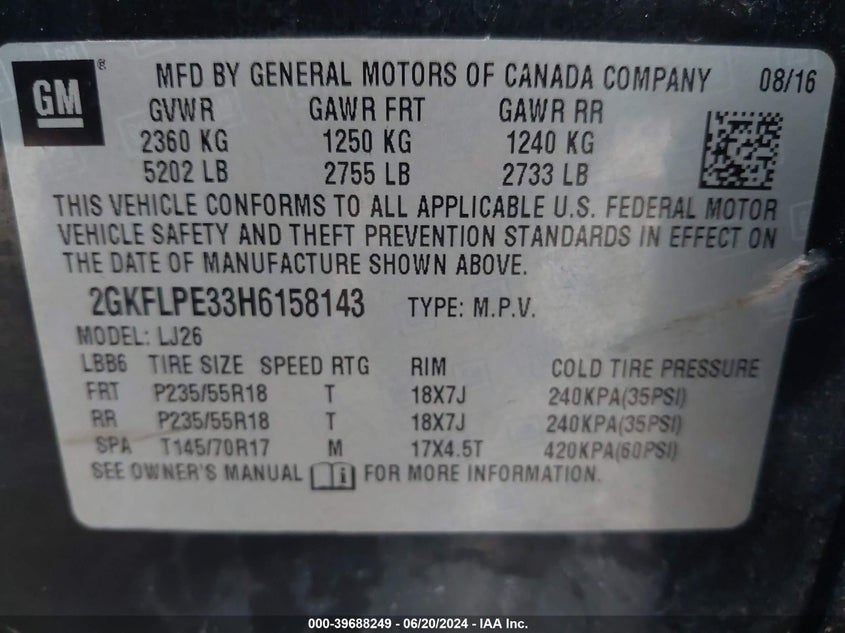 GM ® MFD BY GENERAL MOTORS OF CANADA COMPANY 08/16
GVWR GAWR FRT GAWR RR
2360 KG 1250 KG 1240 KG
5202 LB 2755 LB 2733 LB
THIS VEHICLE CONFORMS TO ALL APPLICABLE U.S. FEDERAL MOTOR
VEHICLE SAFETY AND THEFT PREVENTION STANDARDS IN EFFECT ON
THE DATE OF MANUFACTURE SHOWN ABOVE.
2GKFLPE33H6158143 TYPE: M.P.V.
MODEL: LJ26
LBB6 TIRE SIZE SPEED RTG RIM COLD TIRE PRESSURE
FRT P235/55R18 T 18X7J 240KPA(35PSI)
RR P235/55R18 T 18X7J 240KPA(35PSI)
SPA T145/70R17 M 17X4.5T 420KPA(60PSI)
SEE OWNER'S MANUAL i FOR MORE INFORMATION.
000-39688249 - 06/20/2024 - IAA Inc.